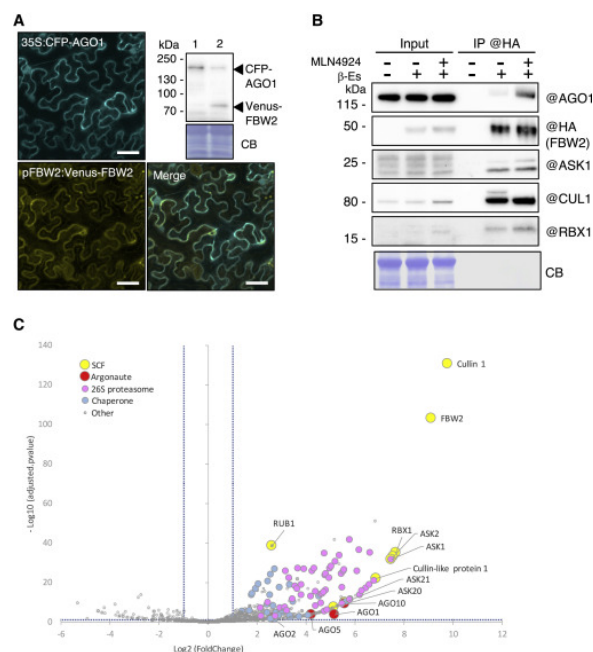 A
35S:CFP-AGO1
kDa 1 2
250
130
100
70
CFP-
AGO1
Venus-
FBW2
CB
pFBW2:Venus-FBW2
Merge
B
Input IP @HA
MLN4924 - - + - - +
β-Es - + + - + +
kDa
115
@AGO1
50
@HA
(FBW2)
25
@ASK1
80
@CUL1
15
@RBX1
CB
C
140
120
100
80
60
40
20
0
- Log10 (adjusted.pvalue)
SCF
Argonaute
26S proteasome
Chaperone
Other
Cullin 1
FBW2
RUB1
RBX1
ASK2
ASK1
Cullin-like protein 1
ASK21
ASK20
AGO10
AGO1
AGO2
AGO5
-6 -4 -2 0 2 4 6 8 10 12
Log2 (FoldChange)